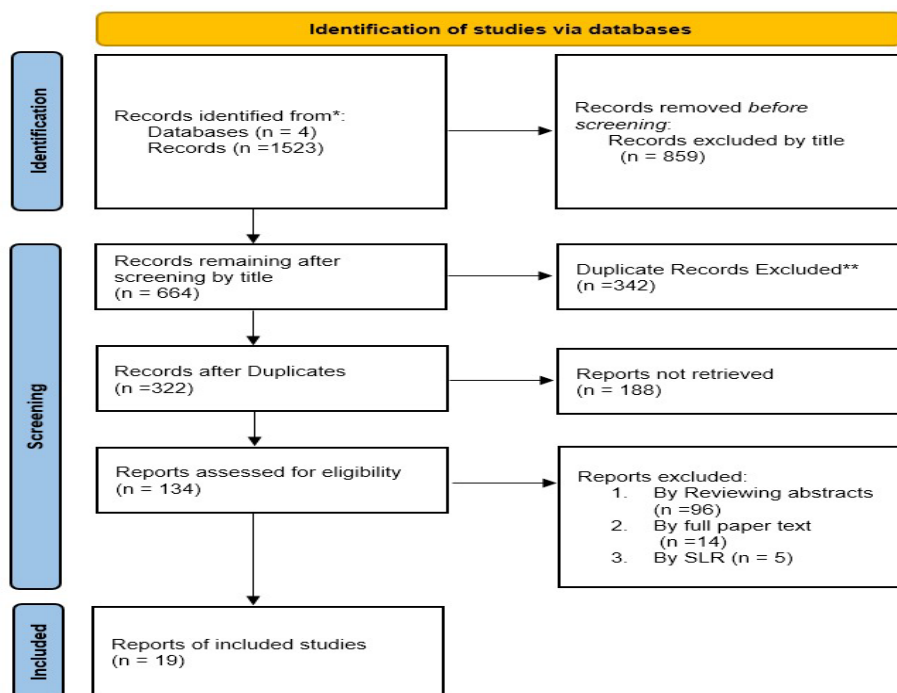 Identification of studies via databases
Identification
Records identified from*:
Databases (n = 4)
Records (n =1523)
Records removed before
screening:
Records excluded by title
(n = 859)
Screening
Records remaining after
screening by title
(n = 664)
Duplicate Records Excluded**
(n =342)
Records after Duplicates
(n =322)
Reports not retrieved
(n = 188)
Reports assessed for eligibility
(n = 134)
Reports excluded:
1. By Reviewing abstracts
(n =96)
2. By full paper text
(n =14)
3. By SLR (n = 5)
Included
Reports of included studies
(n = 19)